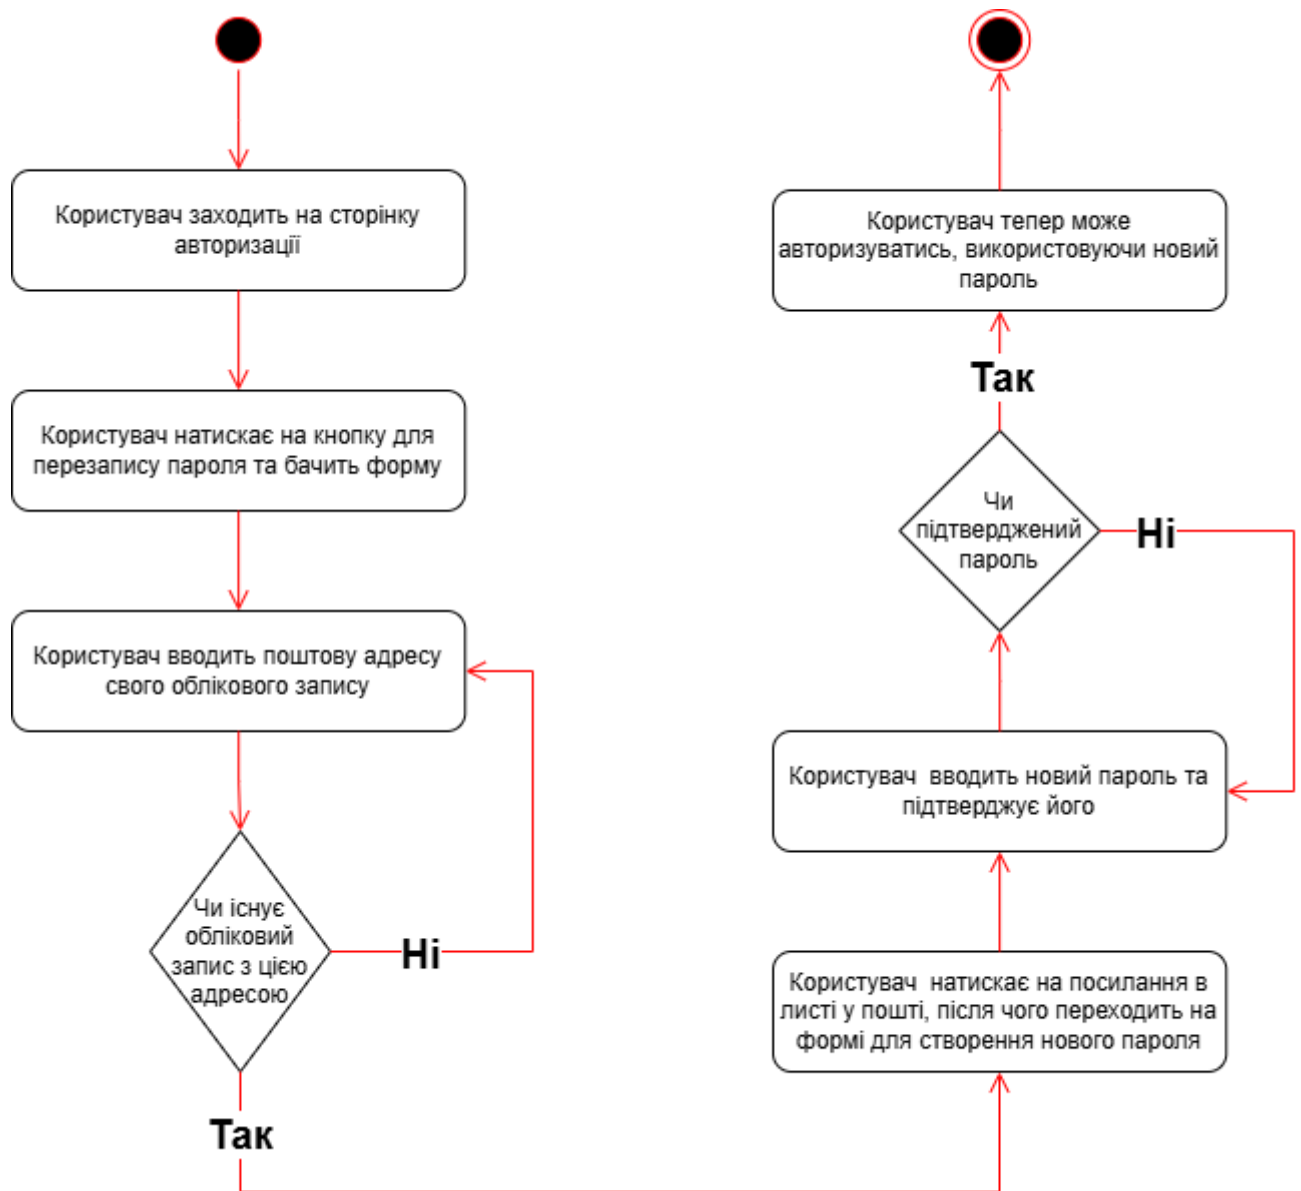 Користувач заходить на сторінку
авторизації
Користувач натискає на кнопку для
перезапису пароля та бачить форму
Користувач вводить поштову адресу
свого облікового запису
Чи існує
обліковий
запис з цією
адресою
Ні
Так
Користувач натискає на посилання в
листі у пошті, після чого переходить на
формі для створення нового пароля
Користувач вводить новий пароль та
підтверджує його
Чи
підтверджений
пароль
Ні
Так
Користувач тепер може
авторизуватись, використовуючи новий
пароль